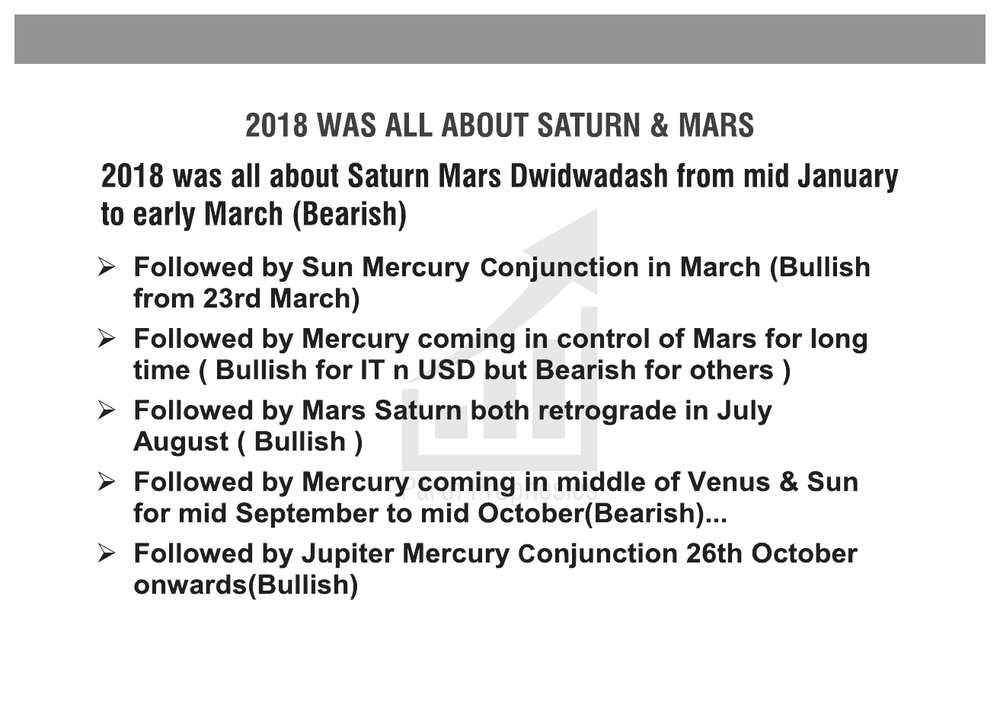 2018 WAS ALL ABOUT SATURN & MARS
2018 was all about Saturn Mars Dwidwadash from mid January
to early March (Bearish)
➢ Followed by Sun Mercury Conjunction in March (Bullish
from 23rd March)
➢ Followed by Mercury coming in control of Mars for long
time ( Bullish for IT n USD but Bearish for others )
➢ Followed by Mars Saturn both retrograde in July
August ( Bullish )
➢ Followed by Mercury coming in middle of Venus & Sun
for mid September to mid October(Bearish)...
➢ Followed by Jupiter Mercury Conjunction 26th October
onwards(Bullish)